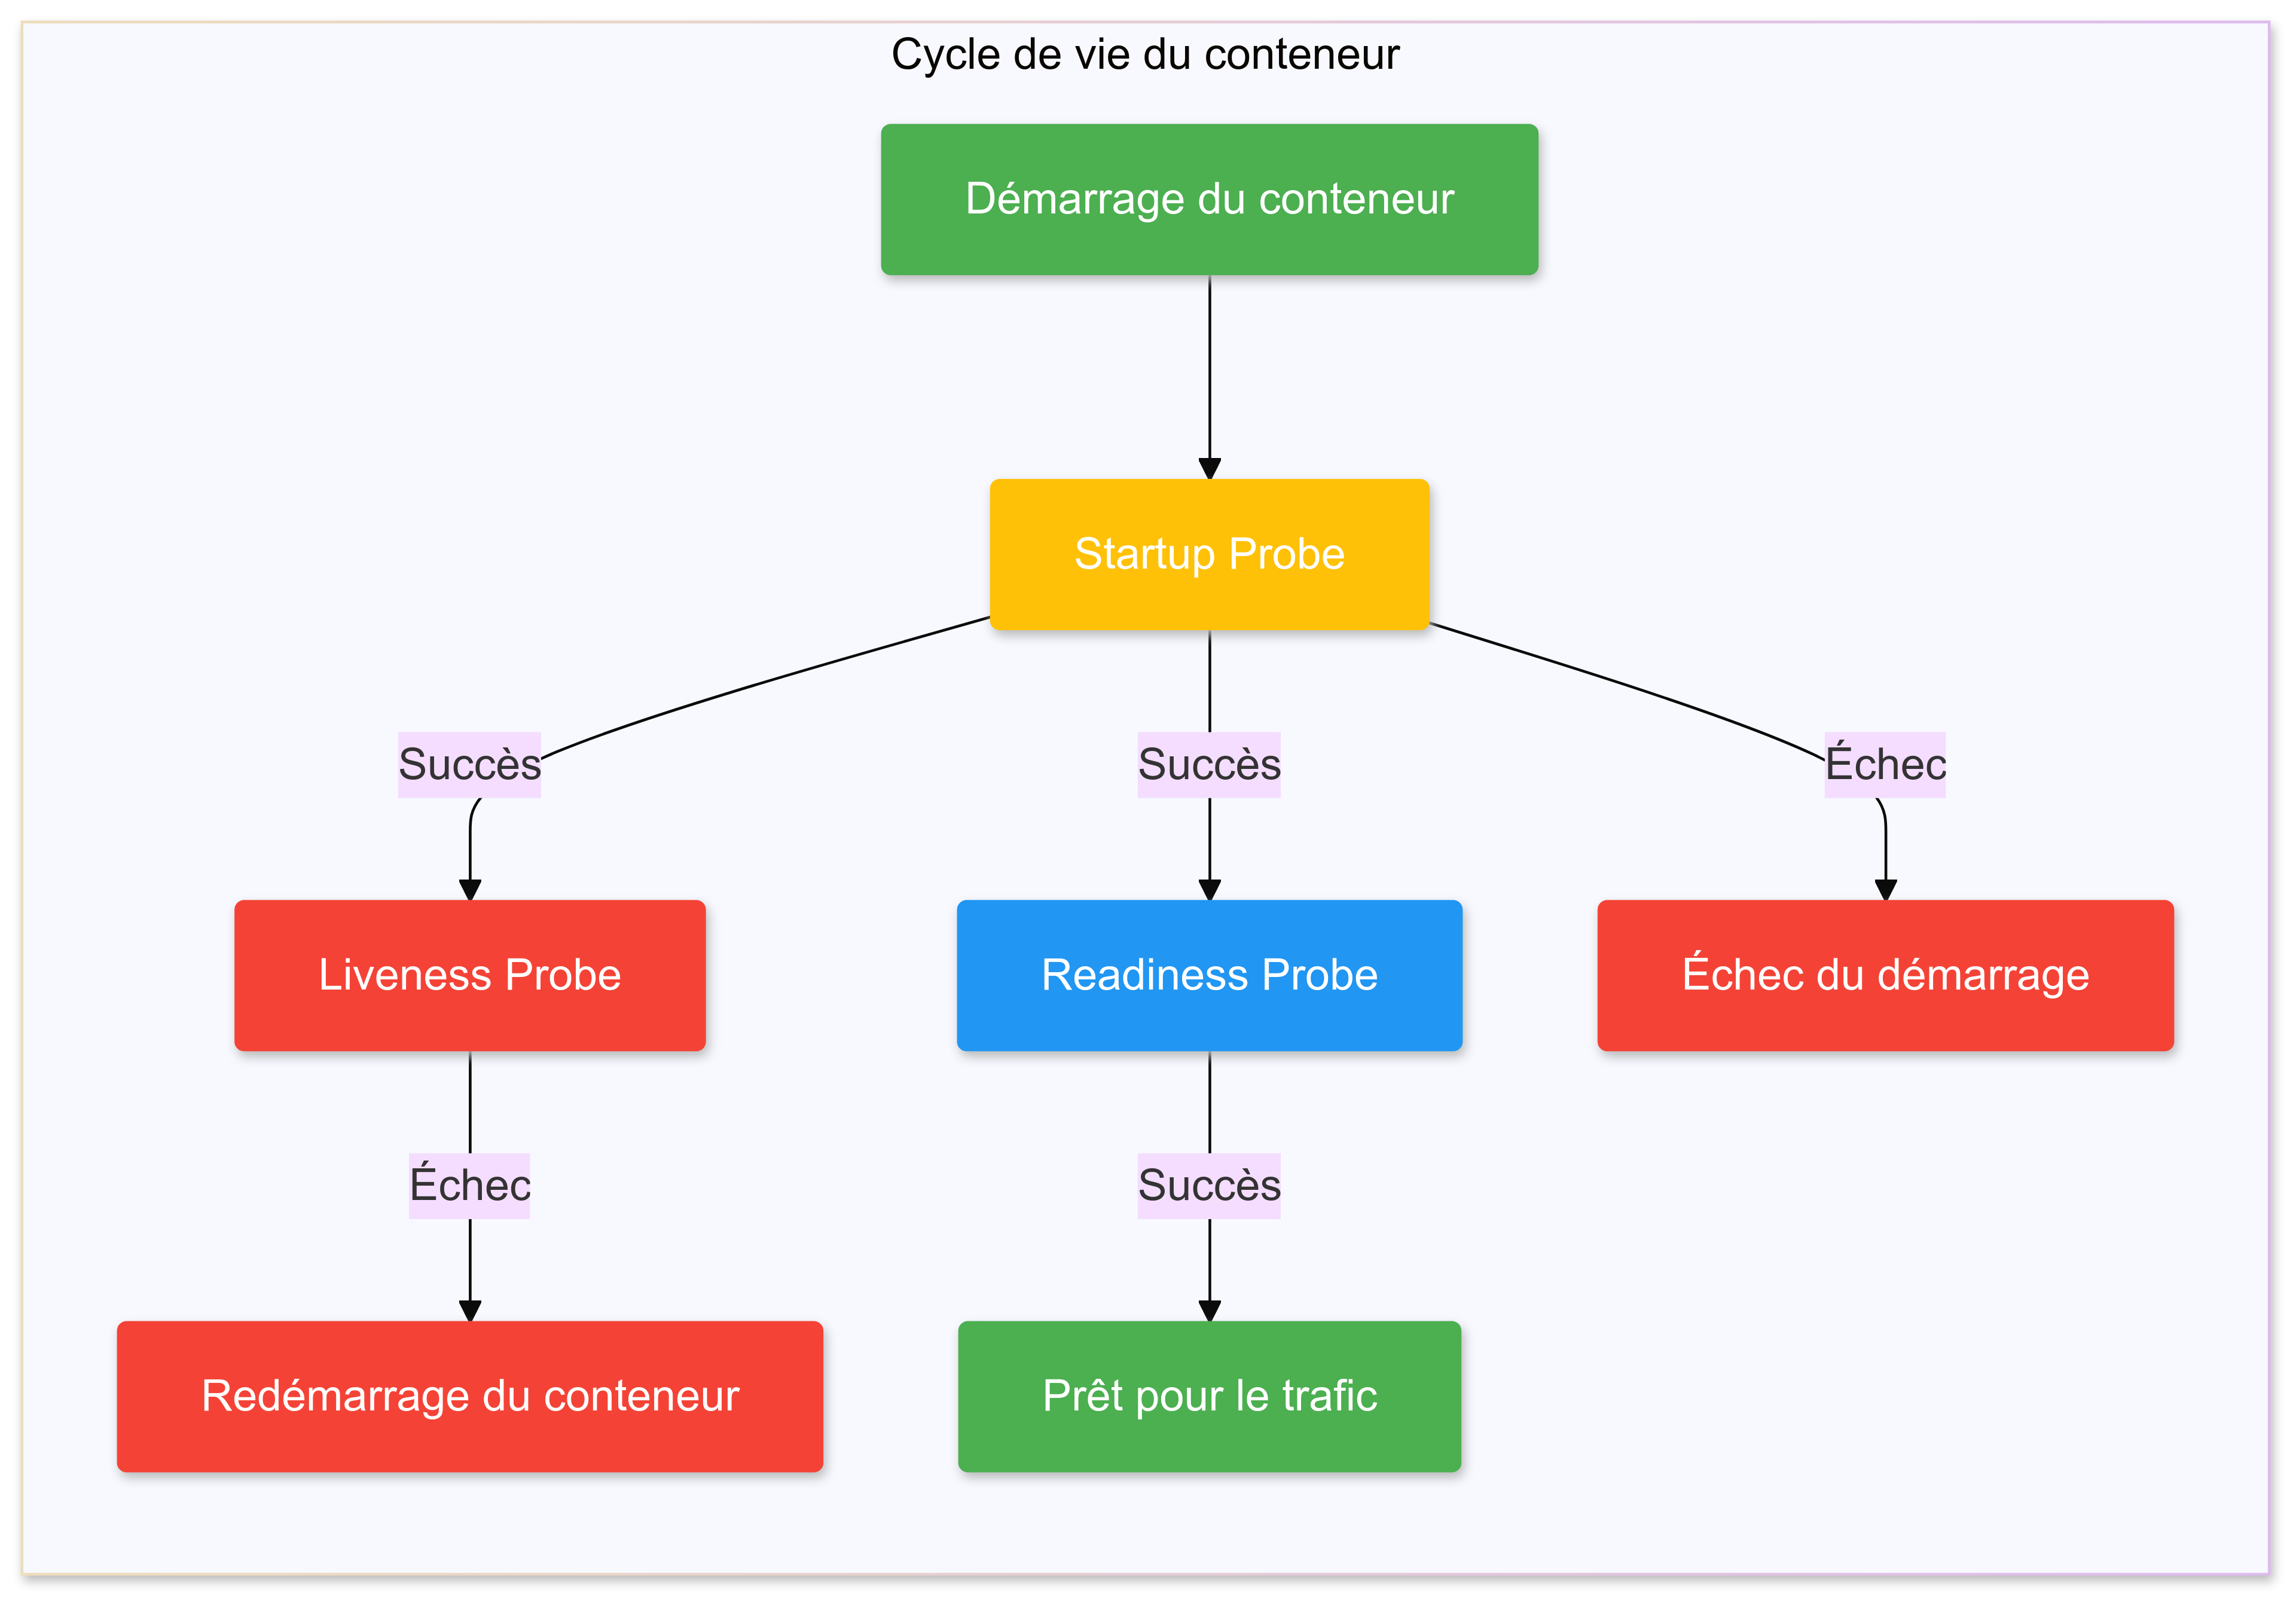 Cycle de vie du conteneur
Démarrage du conteneur
Startup Probe
Succès
Succès
Échec
Liveness Probe
Readiness Probe
Échec du démarrage
Échec
Succès
Redémarrage du conteneur
Prêt pour le trafic